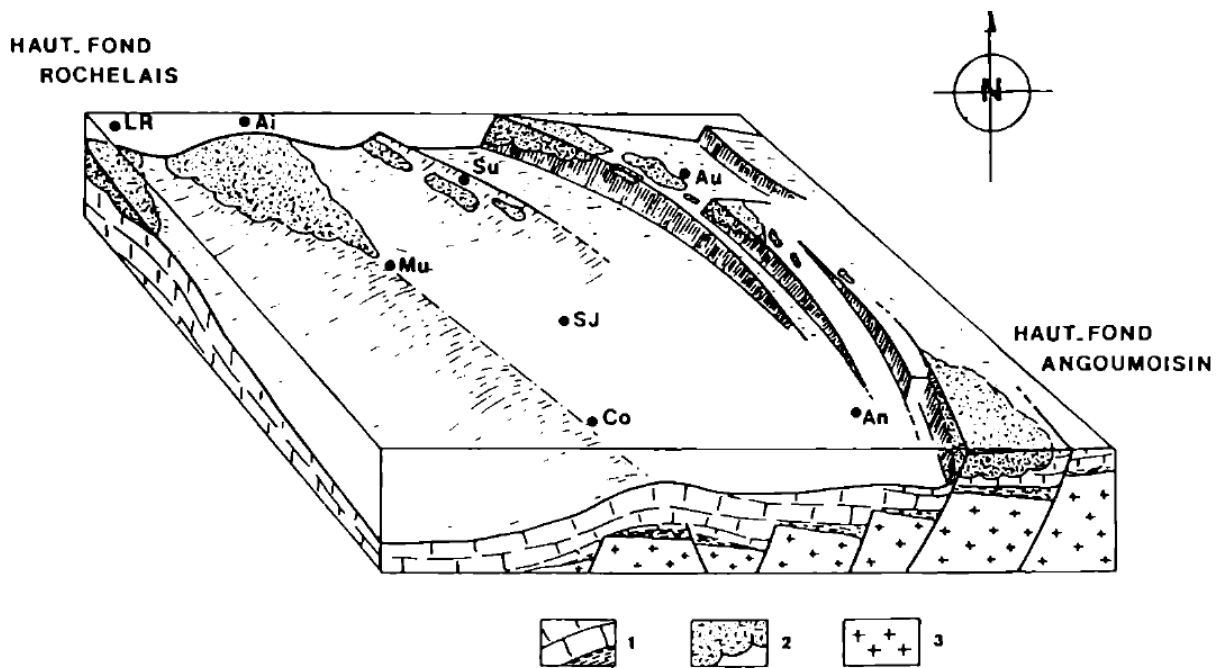 HAUT_FOND
ROCHELAIS
N
LR
Ai
Su
Au
Mu
SJ
HAUT_FOND
ANGOUMOISIN
Co
An
1
2
3